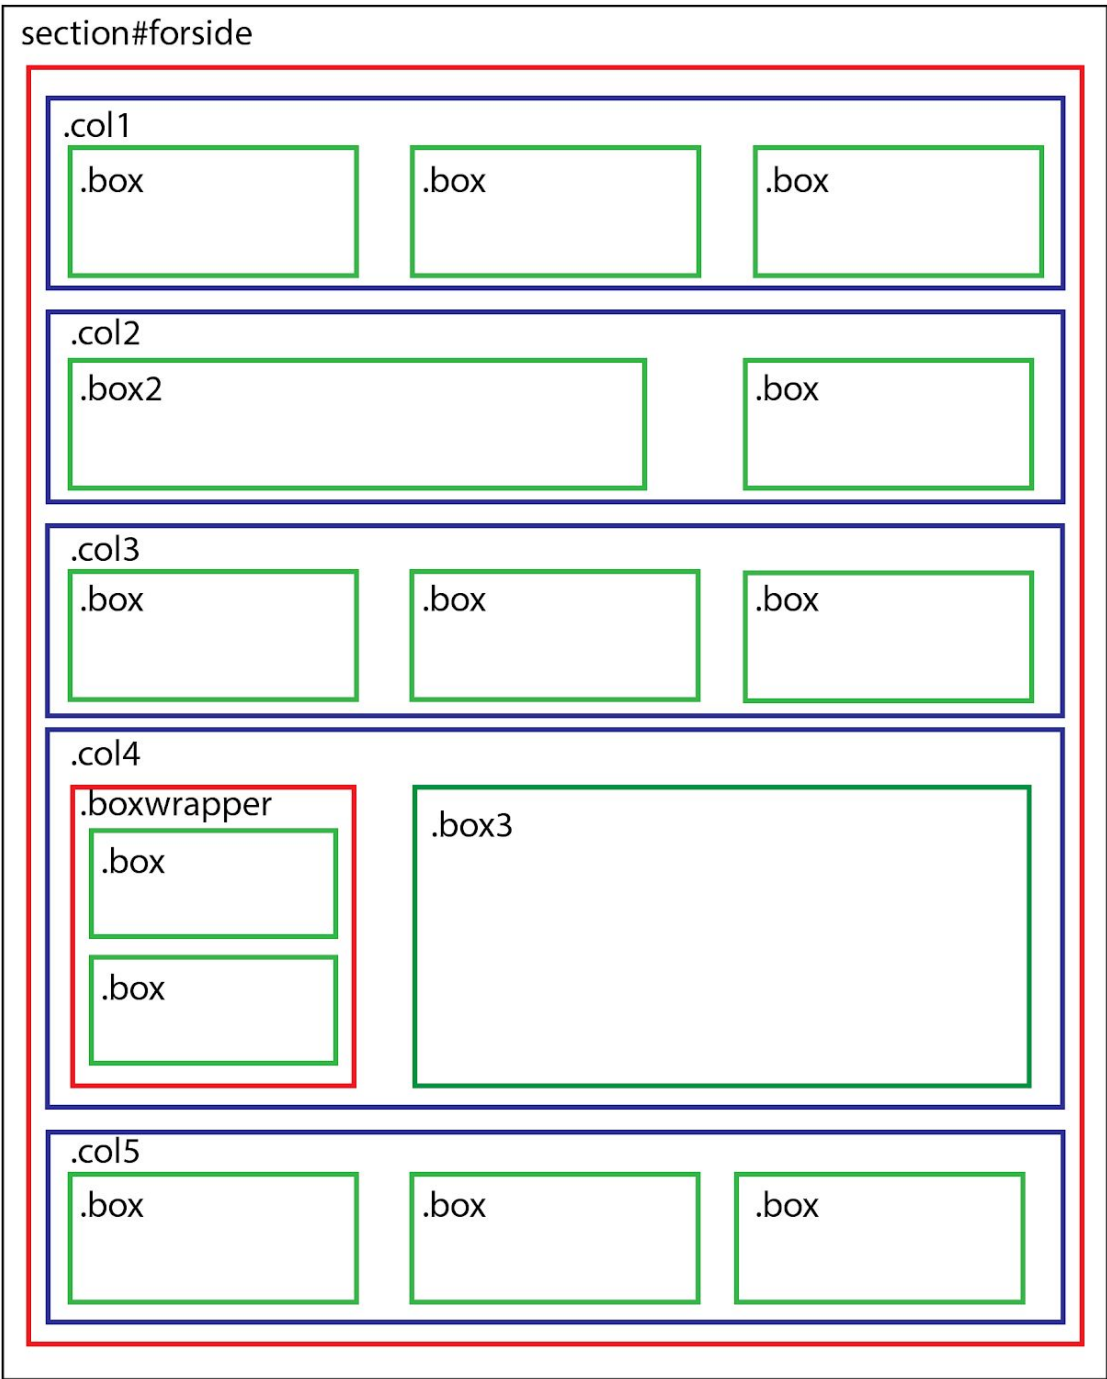 section#forside
.col1
.box .box .box
.col2
.box2 .box
.col3
.box .box .box
.col4
.boxwrapper
.box3
.box
.box
.col5
.box .box .box